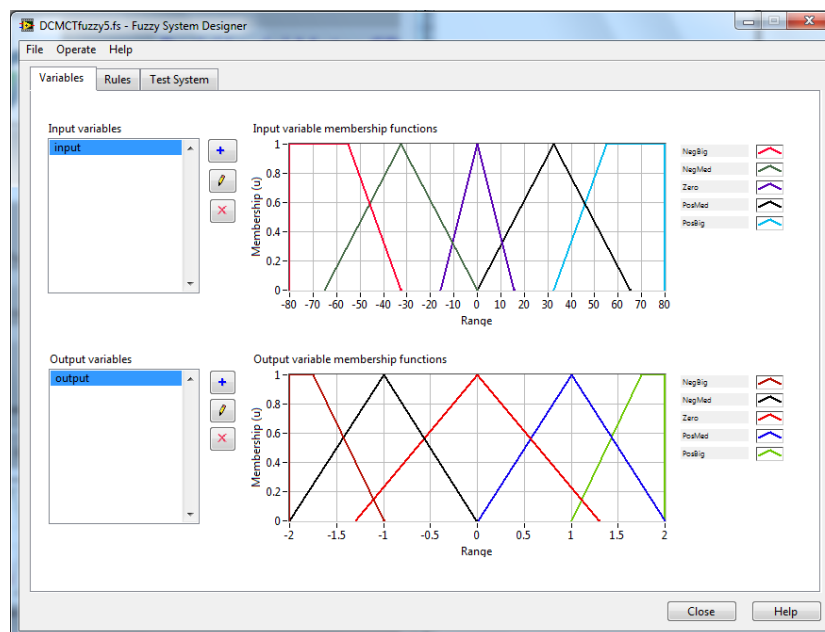 DCMCTfuzzy5.fs - Fuzzy System Designer
File Operate Help
Variables Rules Test System
Input variables
input
Input variable membership functions
Membership (u)
1
0.8
0.6
0.4
0.2
0
-80 -70 -60 -50 -40 -30 -20 -10 0 10 20 30 40 50 60 70 80
Range
NegBig
NegMed
Zero
PosMed
PosBig
Output variables
output
Output variable membership functions
Membership (u)
1
0.8
0.6
0.4
0.2
0
-2 -1.5 -1 -0.5 0 0.5 1 1.5 2
Range
NegBig
NegMed
Zero
PosMed
PosBig
Close Help